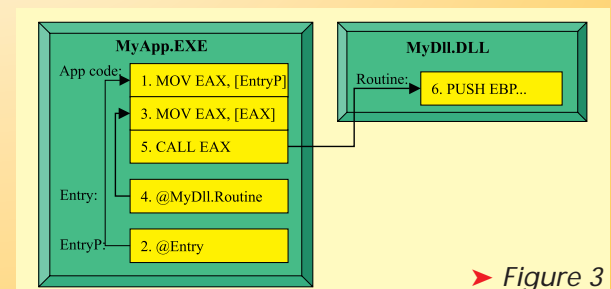 MyApp.EXE
App code:
1. MOV EAX, [EntryP]
3. MOV EAX, [EAX]
5. CALL EAX
Entry:
4. @MyDll.Routine
EntryP:
2. @Entry
MyDll.DLL
Routine:
6. PUSH EBP...
➤ Figure 3